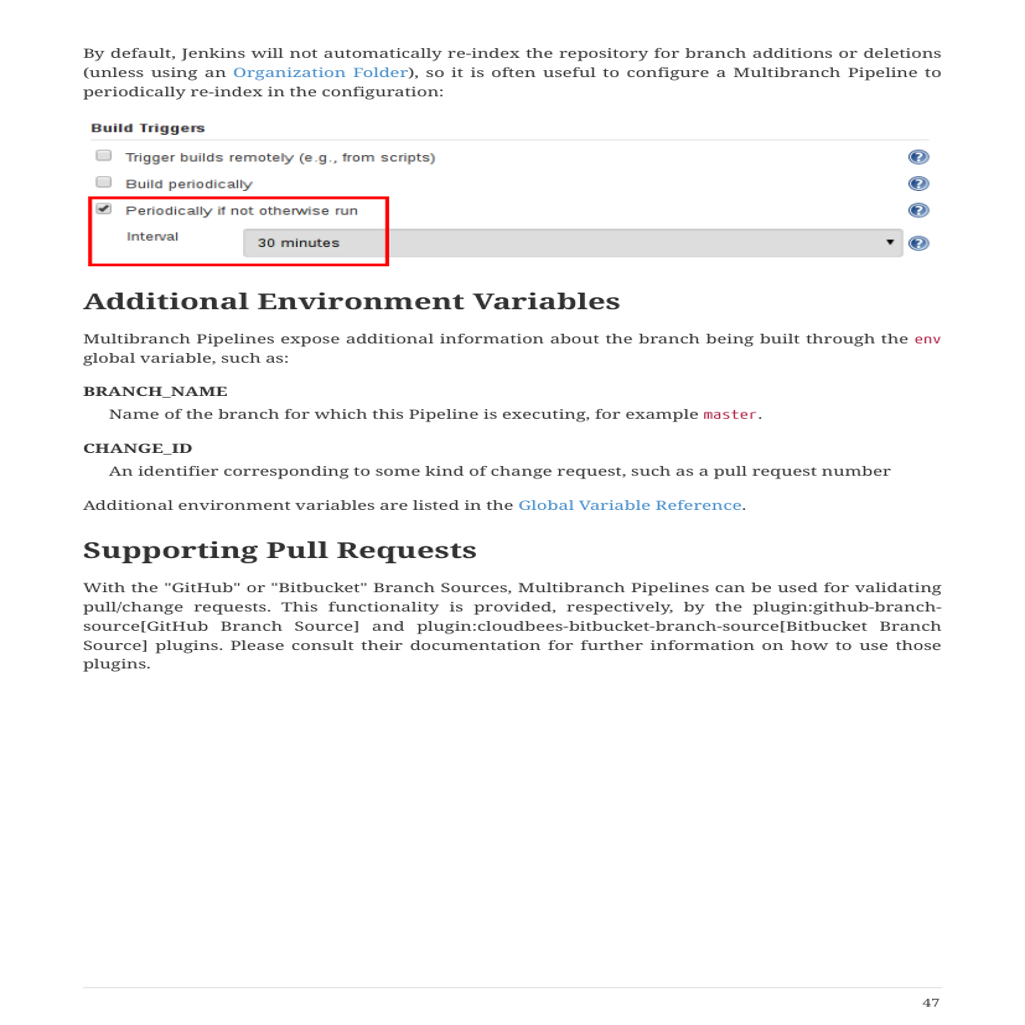 By default, Jenkins will not automatically re-index the repository for branch additions or deletions
(unless using an Organization Folder), so it is often useful to configure a Multibranch Pipeline to
periodically re-index in the configuration:
Build Triggers
Trigger builds remotely (e.g., from scripts)
Build periodically
Periodically if not otherwise run
Interval 30 minutes
Additional Environment Variables
Multibranch Pipelines expose additional information about the branch being built through the env
global variable, such as:
BRANCH_NAME
Name of the branch for which this Pipeline is executing, for example master.
CHANGE_ID
An identifier corresponding to some kind of change request, such as a pull request number
Additional environment variables are listed in the Global Variable Reference.
Supporting Pull Requests
With the "GitHub" or "Bitbucket" Branch Sources, Multibranch Pipelines can be used for validating
pull/change requests. This functionality is provided, respectively, by the plugin:github-branch-
source[GitHub Branch Source] and plugin:cloudbees-bitbucket-branch-source[Bitbucket Branch
Source] plugins. Please consult their documentation for further information on how to use those
plugins.
47